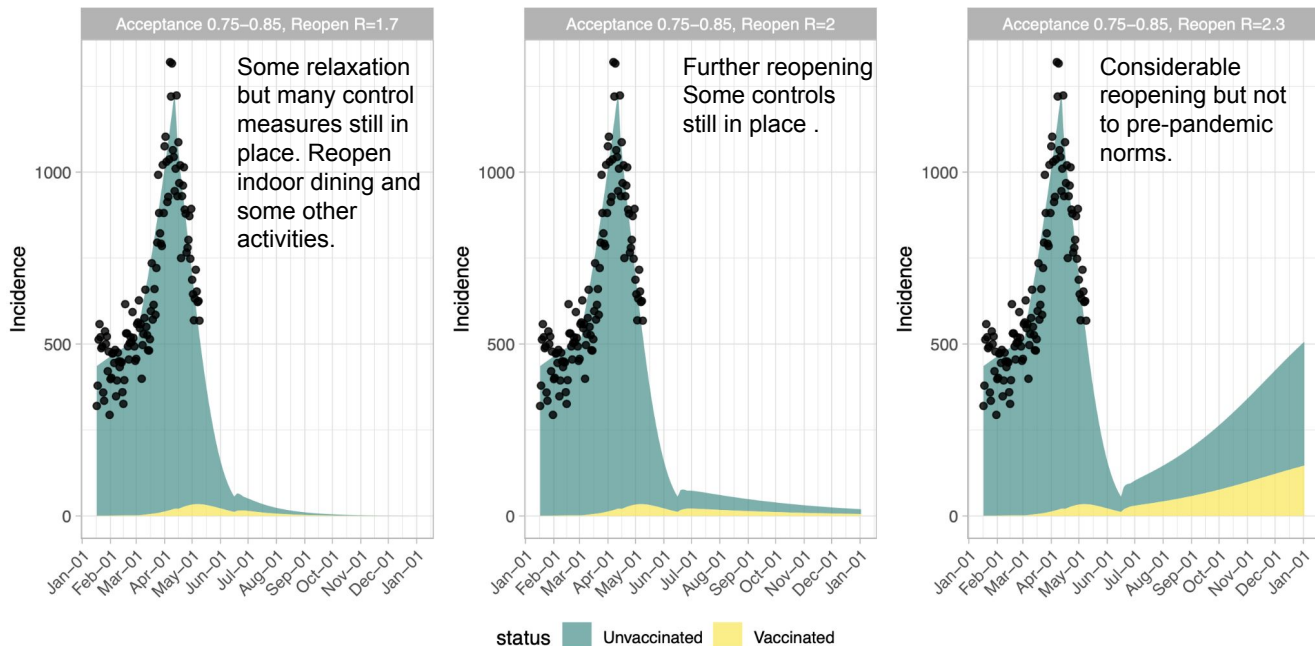 Acceptance 0.75–0.85, Reopen R=1.7
Some relaxation
but many control
measures still in
place. Reopen
indoor dining and
some other
activities.
Incidence
1000
500
0
Jan–01
Feb–01
Mar–01
Apr–01
May–01
Jun–01
Jul–01
Aug–01
Sep–01
Oct–01
Nov–01
Dec–01
Jan–01
Acceptance 0.75–0.85, Reopen R=2
Further reopening
Some controls
still in place .
Incidence
1000
500
0
Jan–01
Feb–01
Mar–01
Apr–01
May–01
Jun–01
Jul–01
Aug–01
Sep–01
Oct–01
Nov–01
Dec–01
Jan–01
Acceptance 0.75–0.85, Reopen R=2.3
Considerable
reopening but not
to pre-pandemic
norms.
Incidence
1000
500
0
Jan–01
Feb–01
Mar–01
Apr–01
May–01
Jun–01
Jul–01
Aug–01
Sep–01
Oct–01
Nov–01
Dec–01
Jan–01
status Unvaccinated Vaccinated